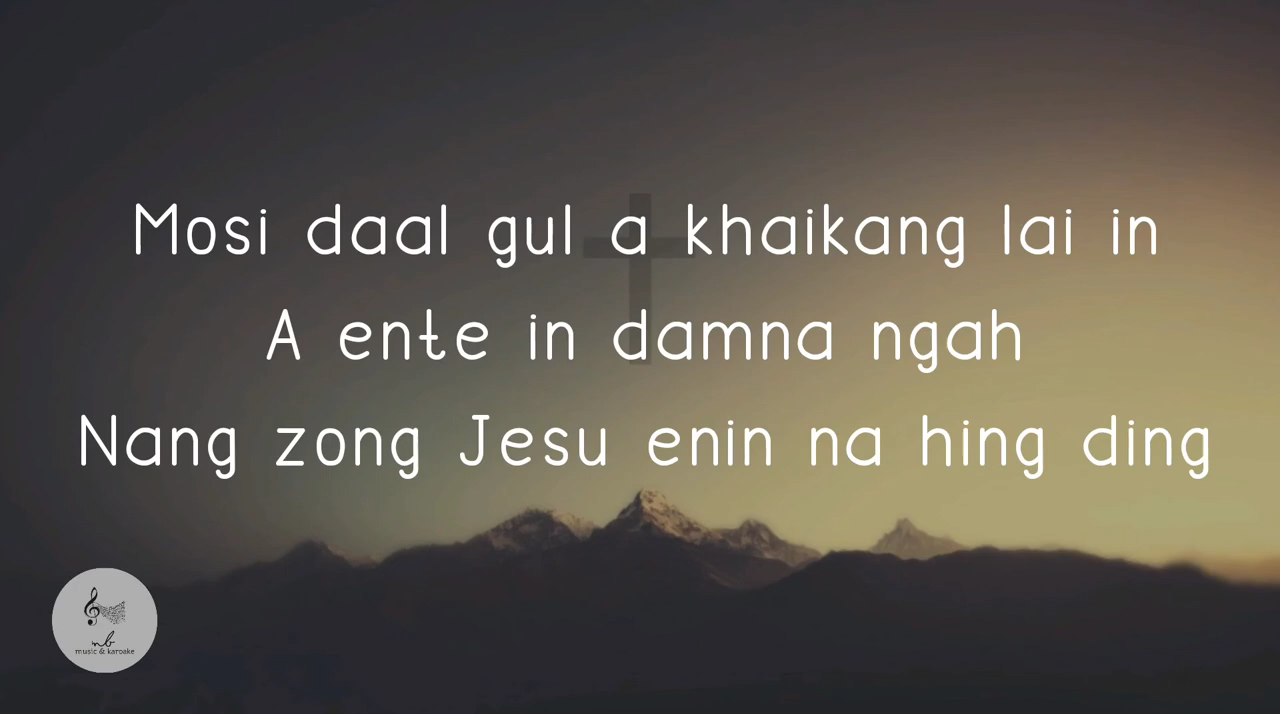 Mosi daal gul a khaikang lai in
A ente in damna ngah
Nang zong Jesu enin na hing ding
nb
music & karoake